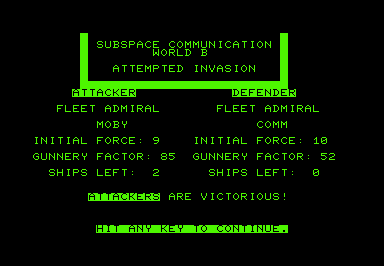 SUBSPACE COMMUNICATION
WORLD B
ATTEMPTED INVASION
ATTACKER DEFENDER
FLEET ADMIRAL FLEET ADMIRAL
MOBY COMM
INITIAL FORCE: 9 INITIAL FORCE: 10
GUNNERY FACTOR: 85 GUNNERY FACTOR: 52
SHIPS LEFT: 2 SHIPS LEFT: 0
ATTACKERS ARE VICTORIOUS!
HIT ANY KEY TO CONTINUE.